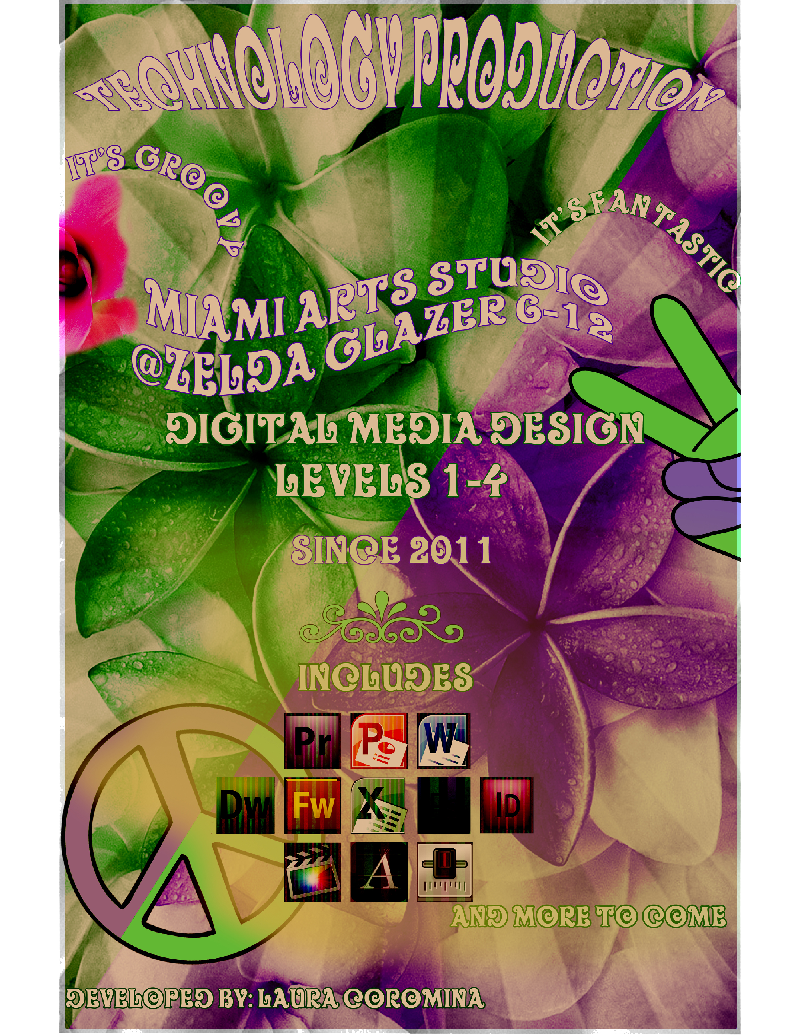 TECHNOLOGY PRODUCTION
IT'S GROOVY
IT'S FANTASTIC
MIAMI ARTS STUDIO
@ZELDA GLAZER 6-12
DIGITAL MEDIA DESIGN
LEVELS 1-4
SINCE 2011
INCLUDES
Pr P W
Dw Fw X ID
A
AND MORE TO COME
DEVELOPED BY: LAURA COROMINA